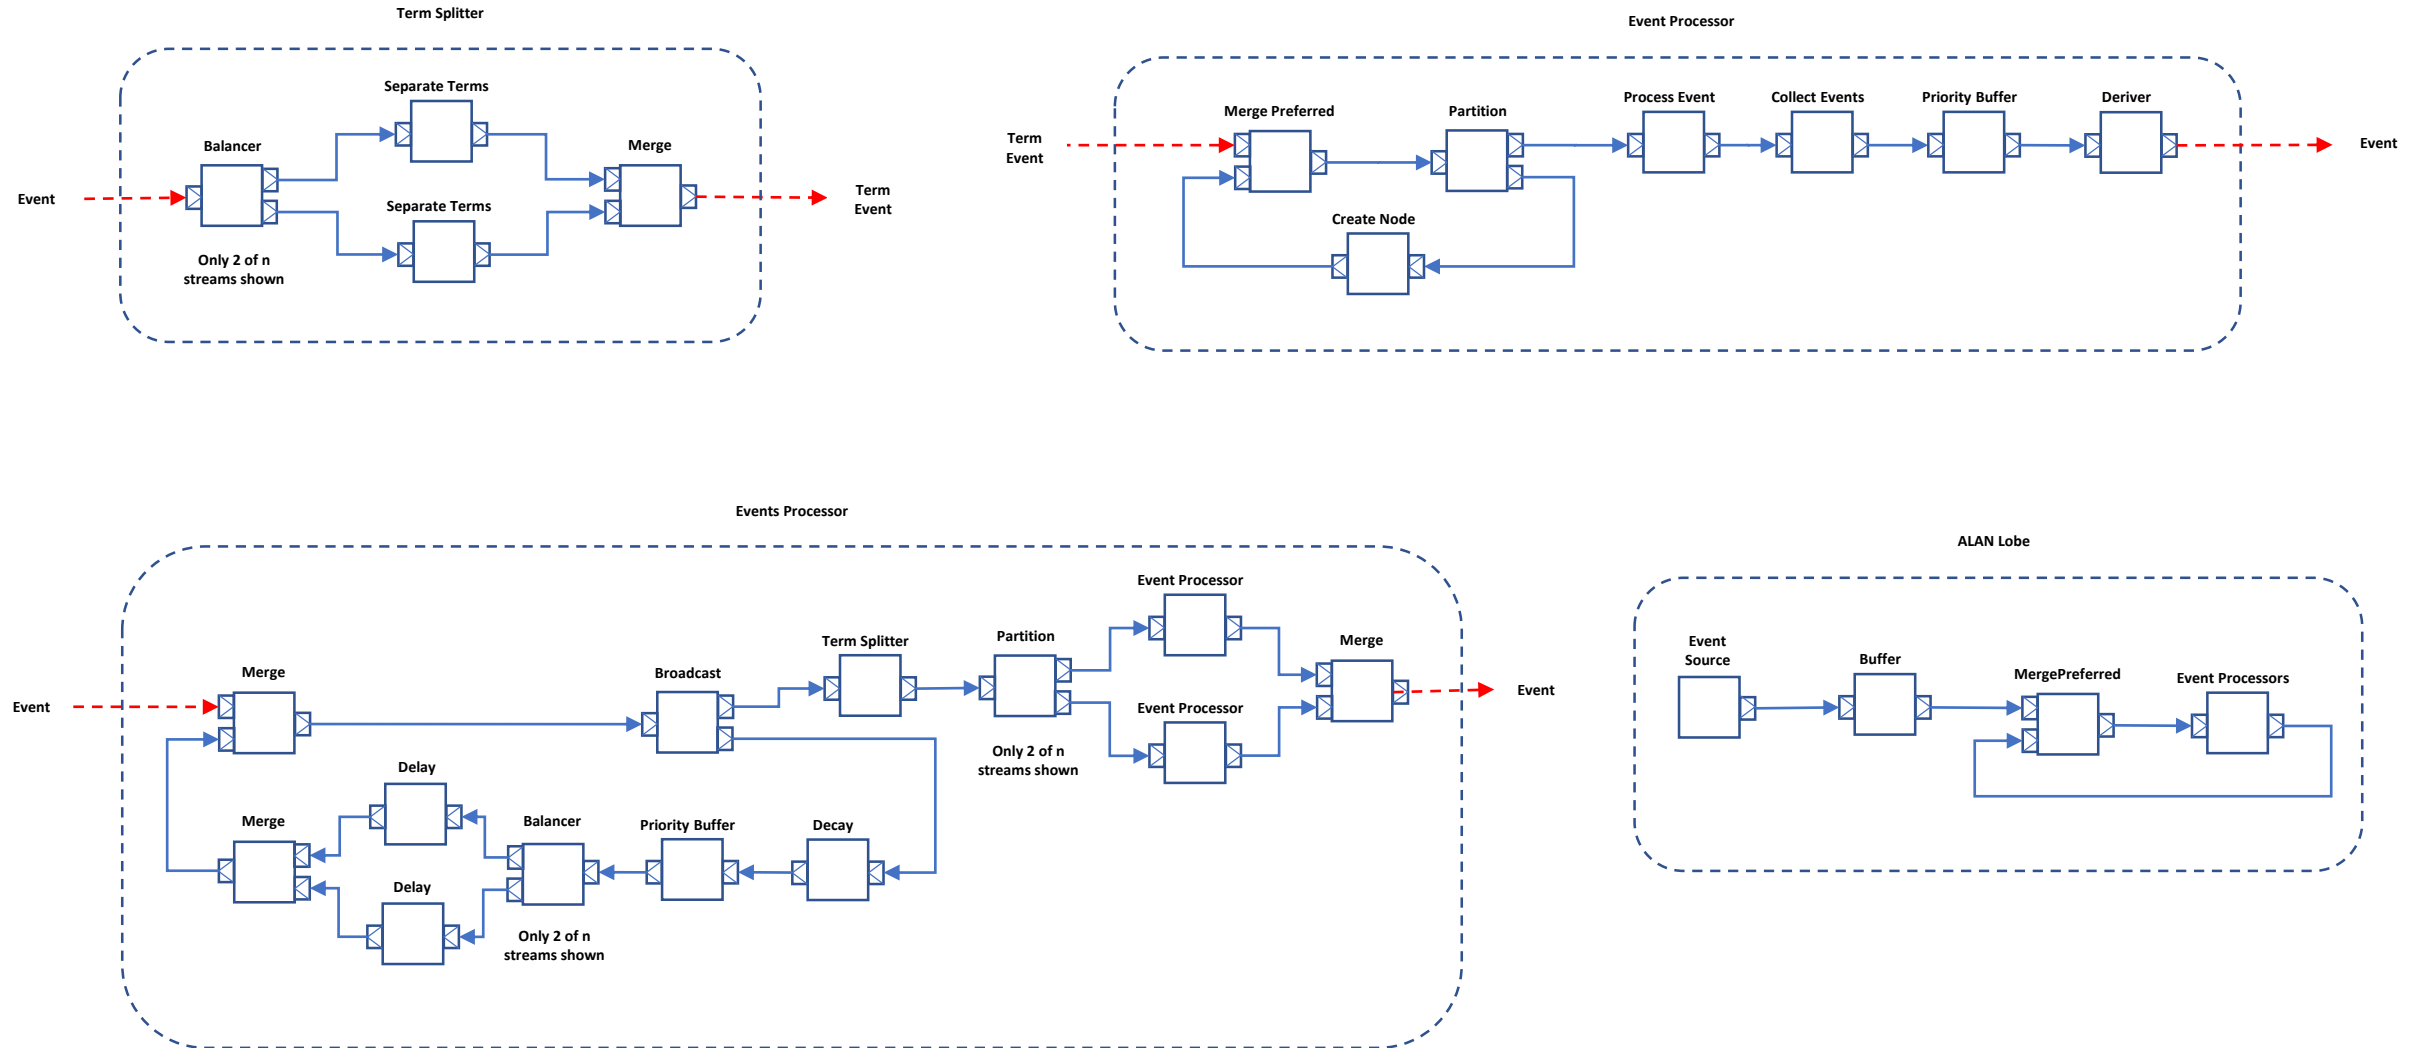 Term Splitter
Separate Terms
Balancer
Merge
Event
Separate Terms
Term
Event
Only 2 of n
streams shown
Event Processor
Process Event
Collect Events
Priority Buffer
Deriver
Merge Preferred
Partition
Term
Event
Event
Create Node
Events Processor
Event Processor
Term Splitter
Partition
Merge
Merge
Broadcast
Event
Event
Event Processor
Only 2 of n
streams shown
Delay
Merge
Balancer
Priority Buffer
Decay
Delay
Only 2 of n
streams shown
ALAN Lobe
Event
Source
Buffer
MergePreferred
Event Processors